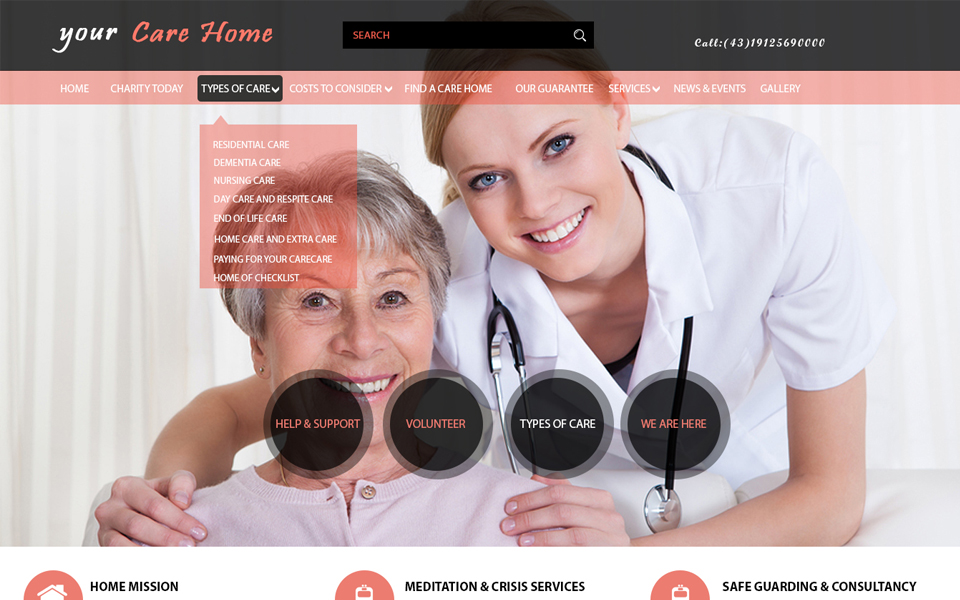 your Care Home
SEARCH
Call:(43)19125690000
HOME
CHARITY TODAY
TYPES OF CARE
COSTS TO CONSIDER
FIND A CARE HOME
OUR GUARANTEE
SERVICES
NEWS & EVENTS
GALLERY
RESIDENTIAL CARE
DEMENTIA CARE
NURSING CARE
DAY CARE AND RESPITE CARE
END OF LIFE CARE
HOME CARE AND EXTRA CARE
PAYING FOR YOUR CARECARE
HOME OF CHECKLIST
HELP & SUPPORT
VOLUNTEER
TYPES OF CARE
WE ARE HERE
HOME MISSION
MEDITATION & CRISIS SERVICES
SAFE GUARDING & CONSULTANCY